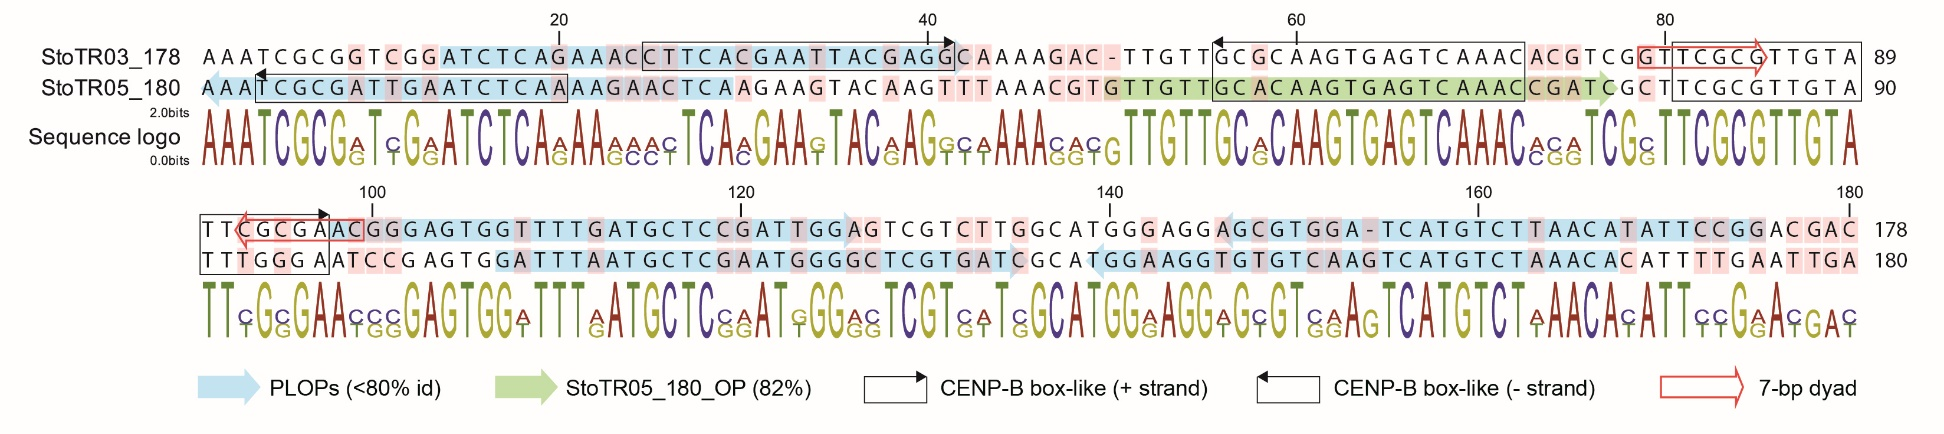 20 40 60 80
StoTR03_178 AAATCGCGGTCGGATCTCAGAAACCTTCACGAATTACGAGGCAAAAGAC-TTGTTGCGCAAGTGAGTCAAACACGTCGGTTCGCGTTGTA 89
StoTR05_180 AAATCGCGATTGAATCTCAAAAGAACTCAAGAAGTACAAGTTTAAACGTGTTGTTGCACAAGTGAGTCAAACCGATCGCTTCGCGTTGTA 90
2.0bits
Sequence logo
0.0bits
100 120 140 160 180
TTCGCGAACGGGAGTGGTTTTGATGCTCCGATTGGAGTCGTCTTGGCATGGGAGGAGCGTGGA-TCATGTCTTAACATATTCCGGACGAC 178
TTTGGGAATCCGAGTGGATTTAATGCTCGAATGGGGCTCGTGATCGCATGGAAGGTGTGTCAAGTCATGTCTAAACACATTTTGAATTGA 180
PLOPs (<80% id) StoTR05_180_OP (82%) CENP-B box-like (+ strand) CENP-B box-like (- strand) 7-bp dyad